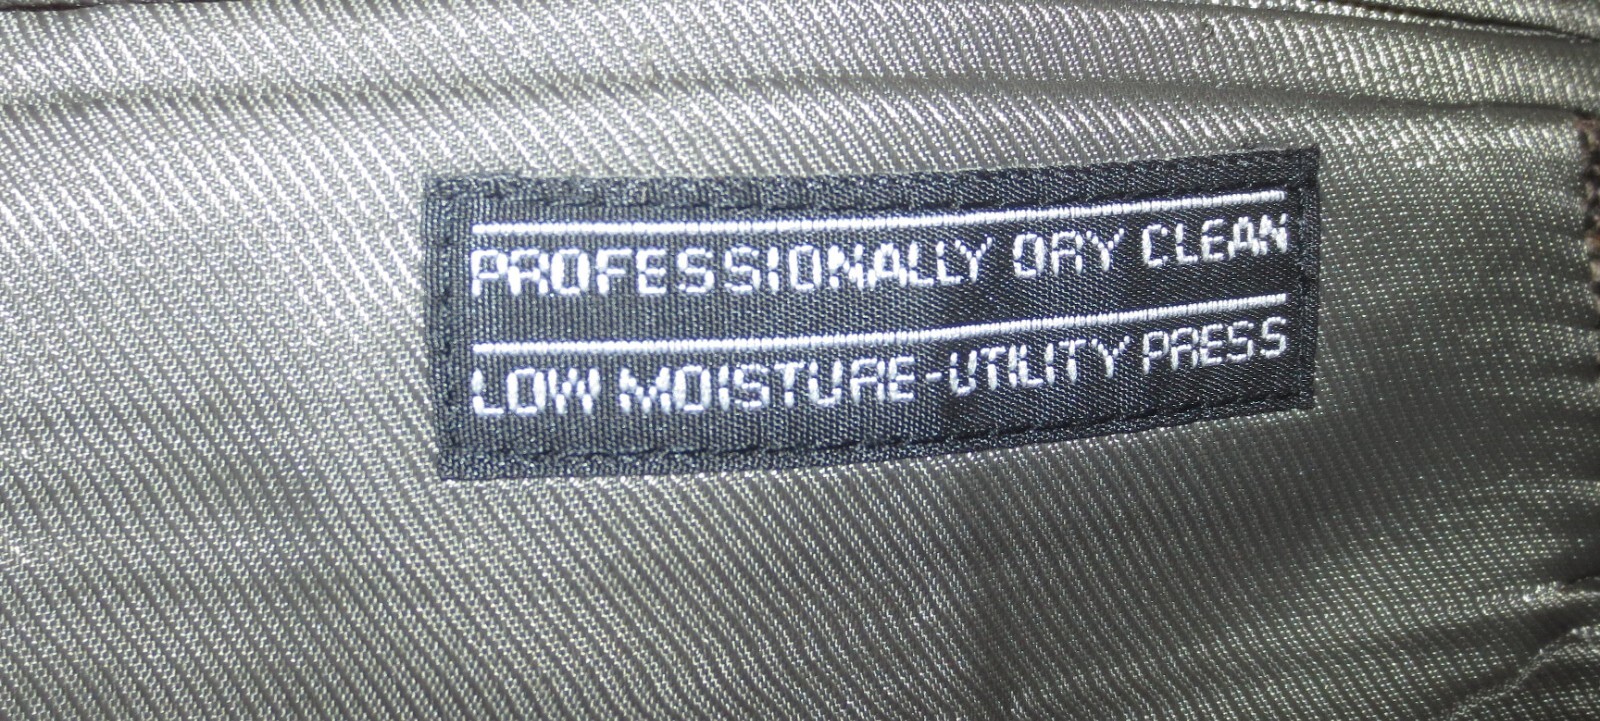 PROFESSIONALLY DRY CLEAN
LOW MOISTURE-UTILITY PRESS